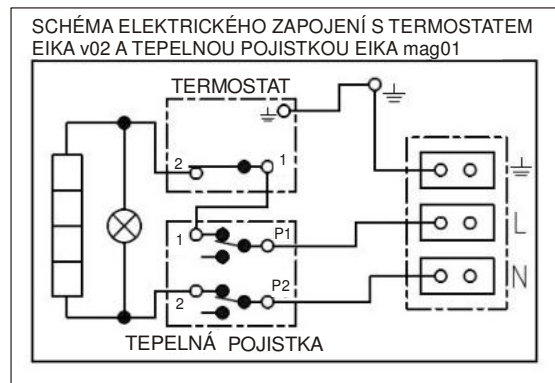 SCHÉMA ELEKTRICKÉHO ZAPOJENÍ S TERMOSTATEM
EIKA v02 A TEPELNOU POJISTKOU EIKA mag01
TERMOSTAT
2
1
1
P1
L
2
P2
N
TEPELNÁ POJISTKA